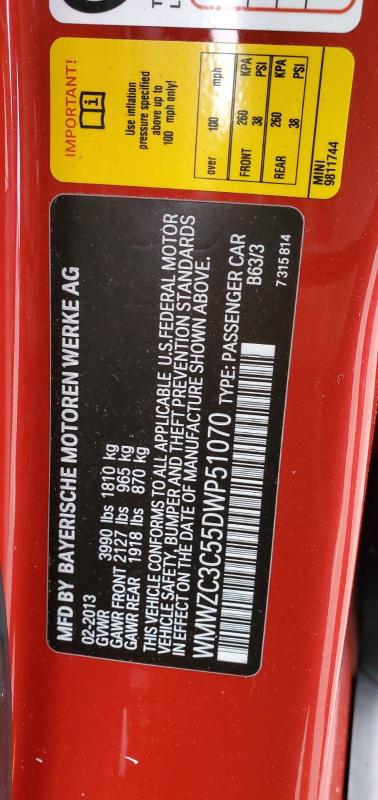 IMPORTANT!
Use inflation
pressure specified
above up to
100 mph only!
over 100 mph
FRONT 260 KPA
38 PSI
REAR 260 KPA
38 PSI
MINI
9811744
MFD BY BAYERISCHE MOTOREN WERKE AG
02-2013
GVWR 3990 lbs 1810 kg
GAWR FRONT 2127 lbs 965 kg
GAWR REAR 1918 lbs 870 kg
THIS VEHICLE CONFORMS TO ALL APPLICABLE U.S. FEDERAL MOTOR
VEHICLE SAFETY, BUMPER AND THEFT PREVENTION STANDARDS
IN EFFECT ON THE DATE OF MANUFACTURE SHOWN ABOVE.
WMWZC3C55DWP51070 TYPE: PASSENGER CAR
B63/3
7 315 814